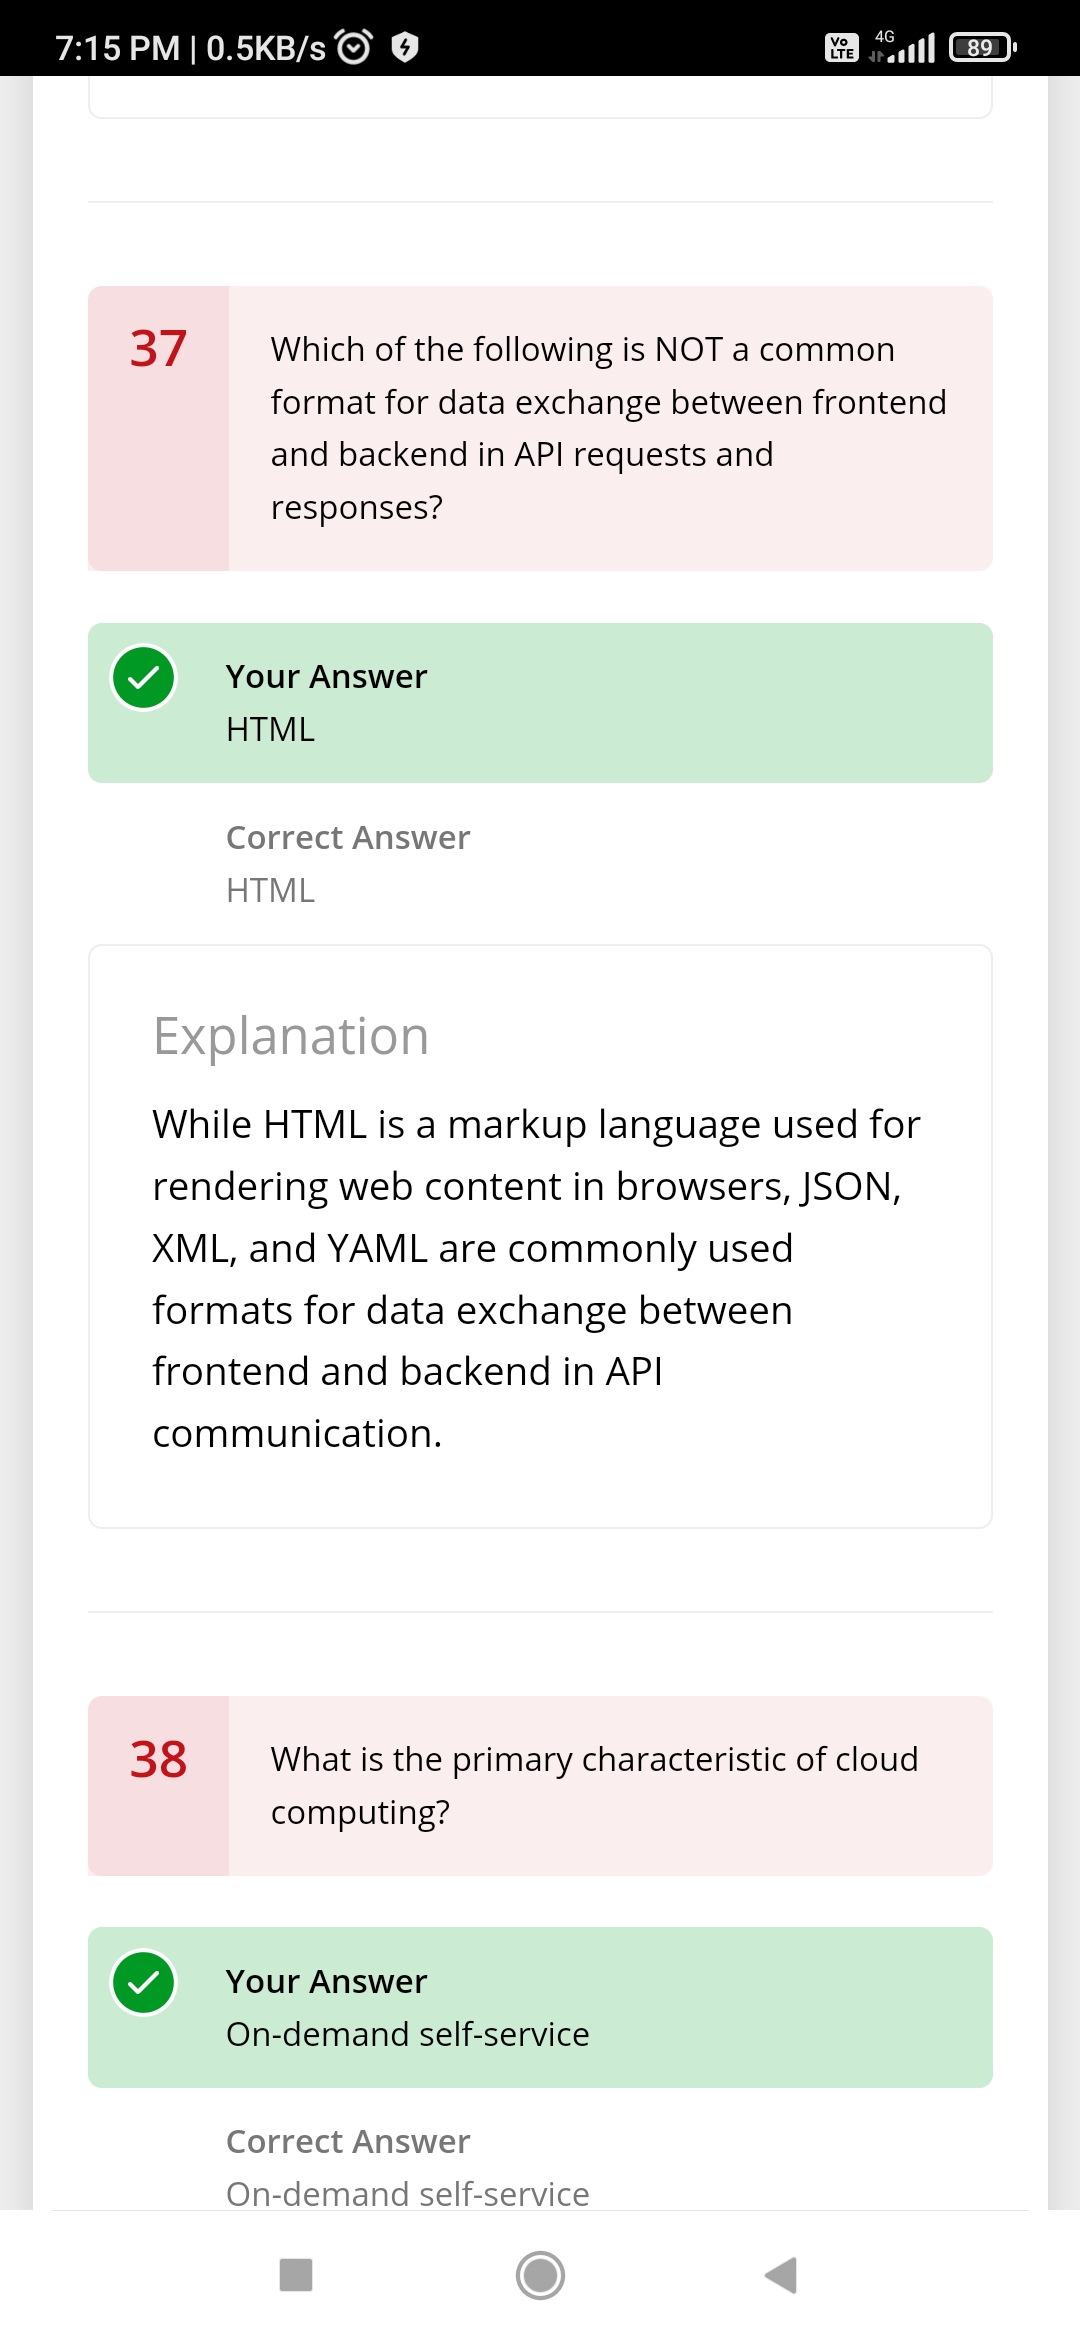 7:15 PM | 0.5KB/s
Vo LTE
4G
89
37
Which of the following is NOT a common
format for data exchange between frontend
and backend in API requests and
responses?
Your Answer
HTML
Correct Answer
HTML
Explanation
While HTML is a markup language used for
rendering web content in browsers, JSON,
XML, and YAML are commonly used
formats for data exchange between
frontend and backend in API
communication.
38
What is the primary characteristic of cloud
computing?
Your Answer
On-demand self-service
Correct Answer
On-demand self-service